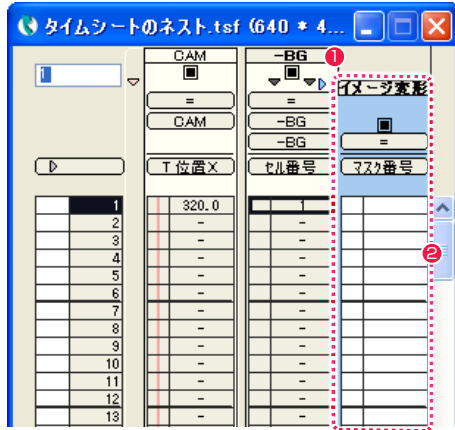 タイムシートのネスト.tsf (640 * 4...
CAM
-BG
1
イメージ変形
1
=
=
CAM
-BG
=
-BG
T 位置X
セル番号
マスク番号
1 320.0 1
2 - -
2
3 - -
4 - -
5 - -
6 - -
7 - -
8 - -
9 - -
10 - -
11 - -
12 - -
13 - -